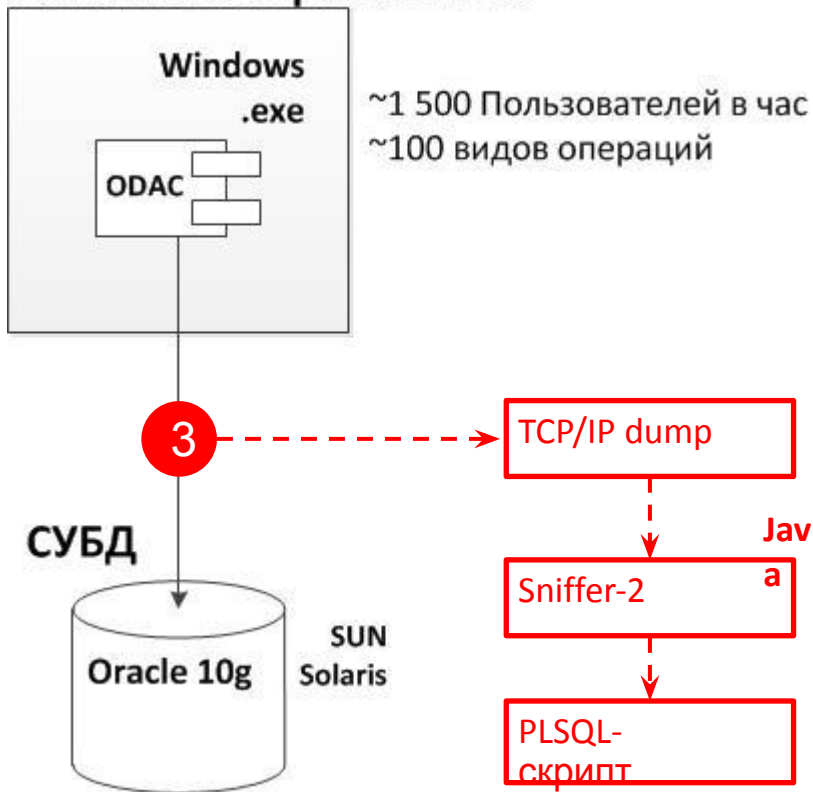 Windows
.exe
~1 500 Пользователей в час
~100 видов операций
ODAC
3
TCP/IP dump
СУБД
Jav
a
Sniffer-2
SUN
Solaris
Oracle 10g
PLSQL-
скрипт